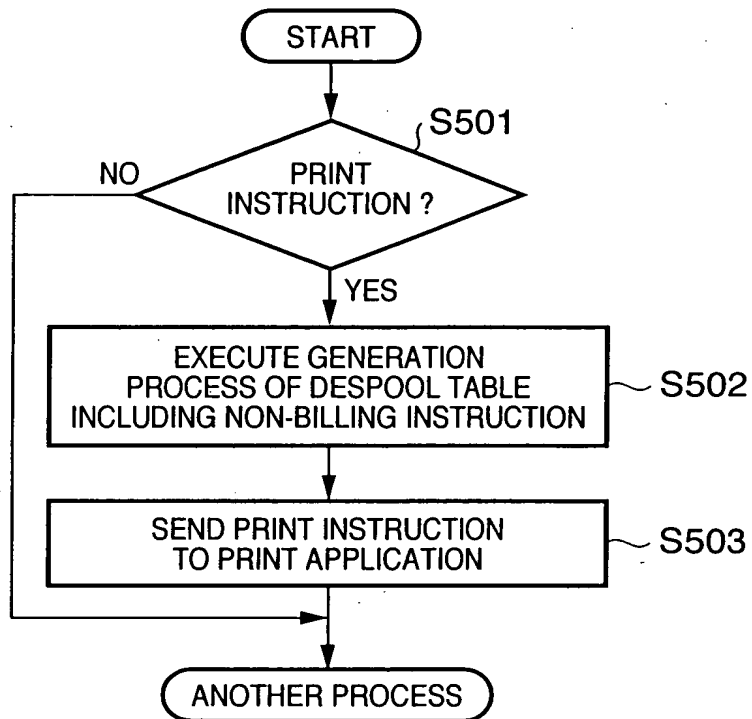 START
S501
NO
PRINT
INSTRUCTION ?
YES
EXECUTE GENERATION
PROCESS OF DESPOOL TABLE
INCLUDING NON-BILLING INSTRUCTION
S502
SEND PRINT INSTRUCTION
TO PRINT APPLICATION
S503
ANOTHER PROCESS